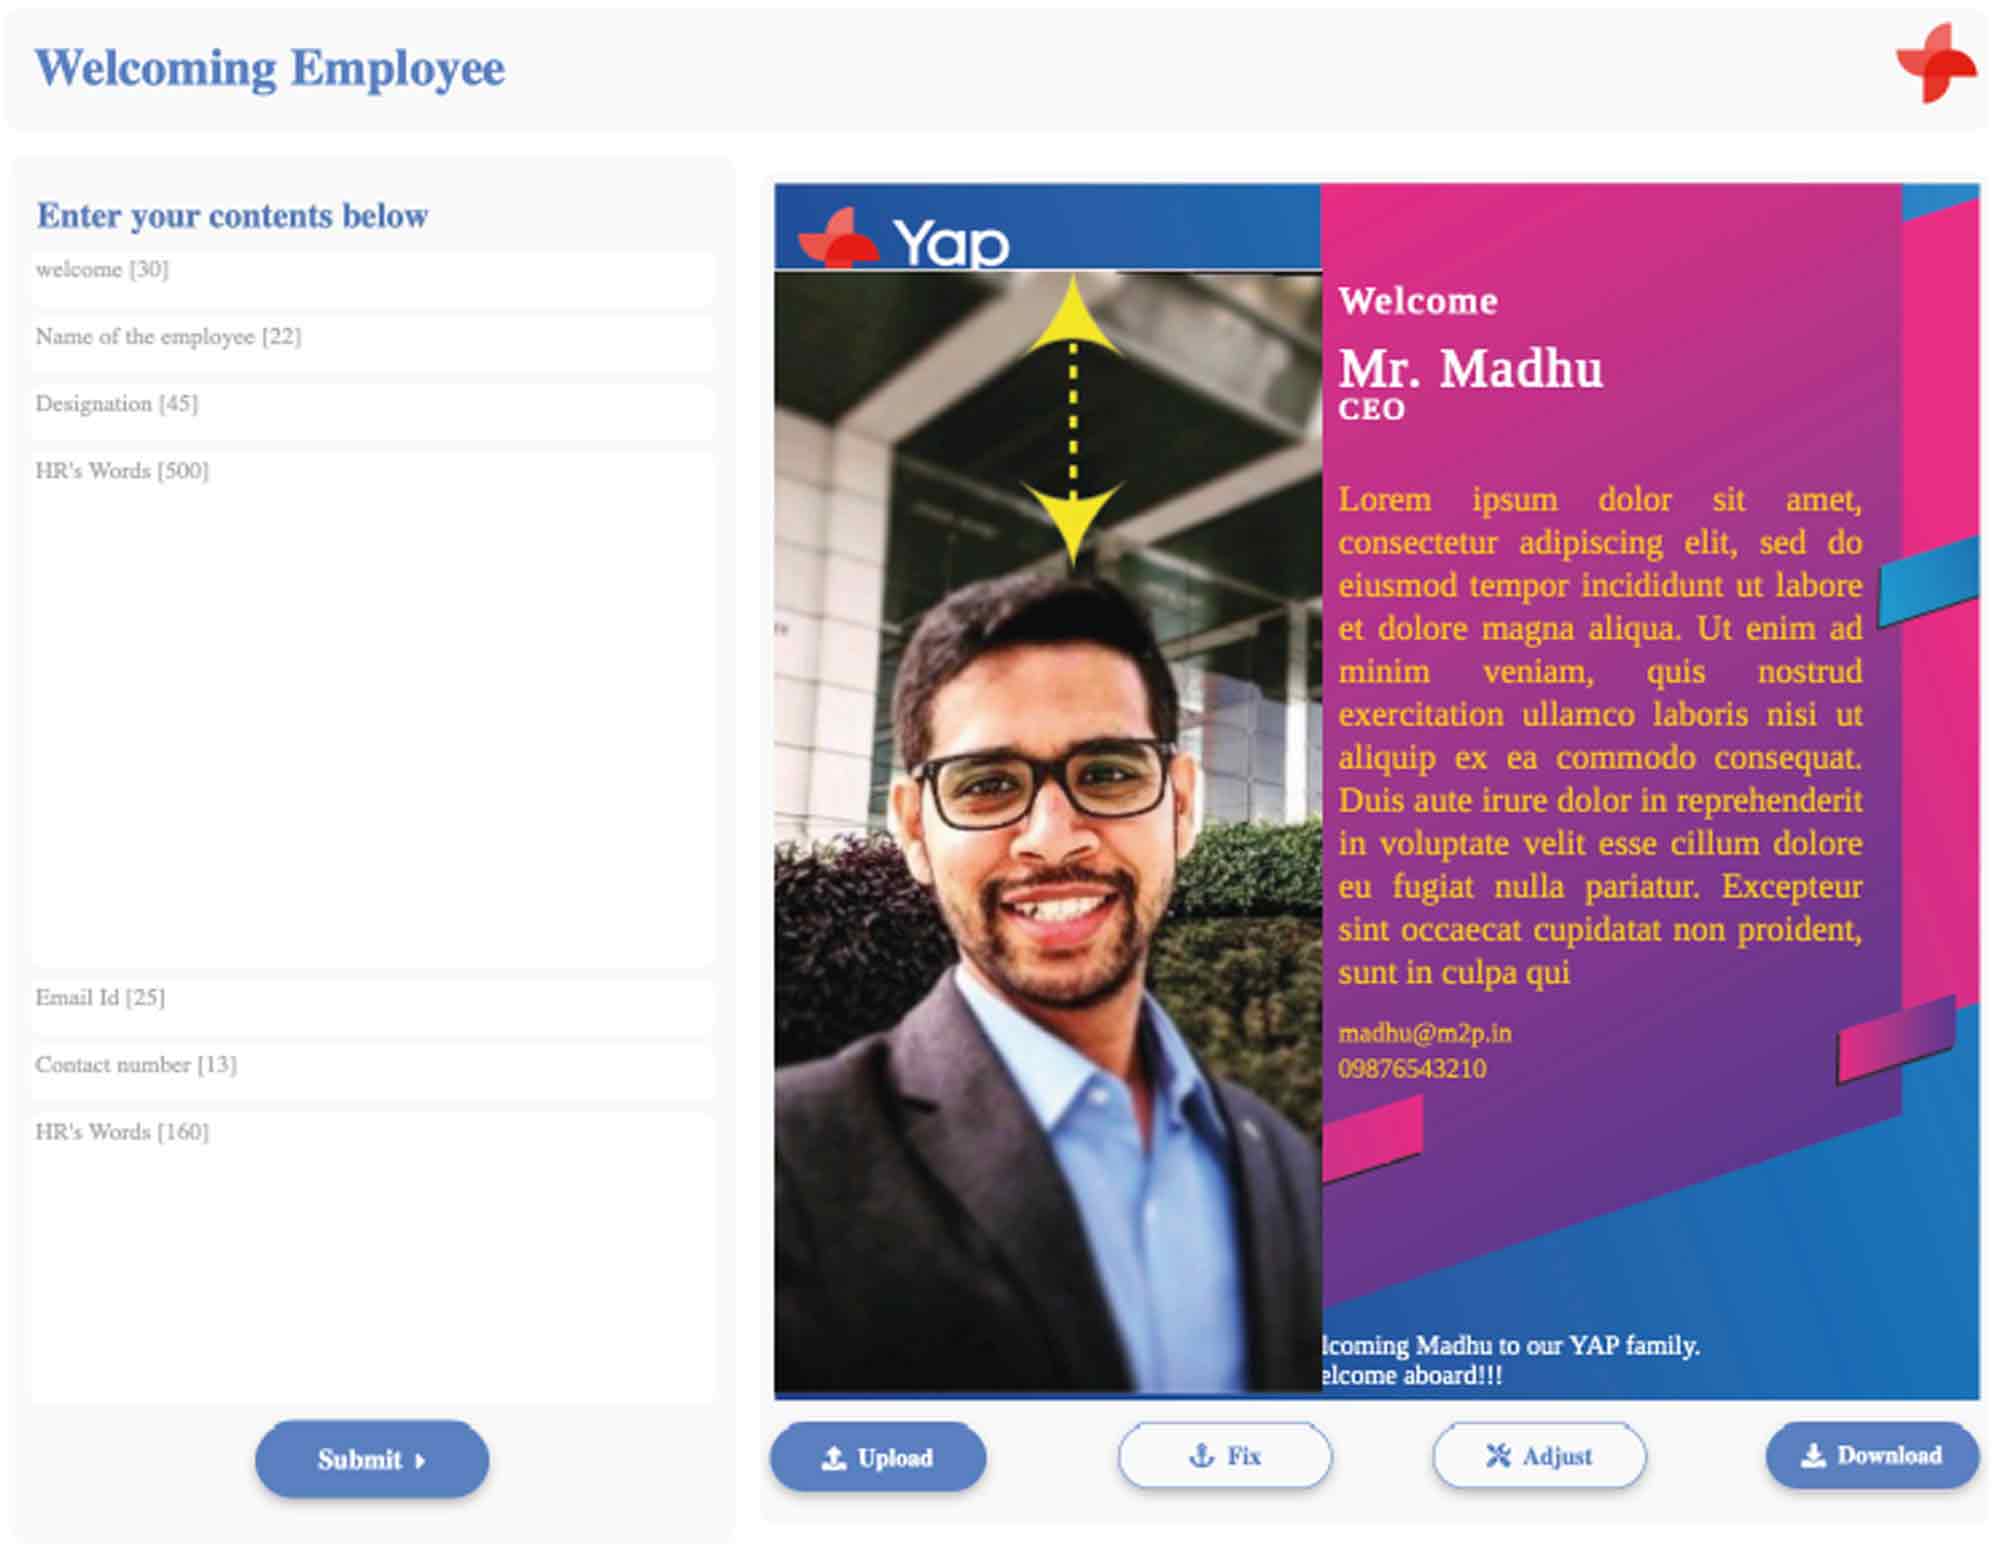 Welcoming Employee
Enter your contents below
welcome [30]
Name of the employee [22]
Designation [45]
HR's Words [500]
Email Id [25]
Contact number [13]
HR's Words [160]
Submit
Yap
Welcome
Mr. Madhu
CEO
Lorem ipsum dolor sit amet,
consectetur adipiscing elit, sed do
eiusmod tempor incididunt ut labore
et dolore magna aliqua. Ut enim ad
minim veniam, quis nostrud
exercitation ullamco laboris nisi ut
aliquip ex ea commodo consequat.
Duis aute irure dolor in reprehenderit
in voluptate velit esse cillum dolore
eu fugiat nulla pariatur. Excepteur
sint occaecat cupidatat non proident,
sunt in culpa qui
madhu@m2p.in
09876543210
lcoming Madhu to our YAP family.
elcome aboard!!!
Upload
Fix
Adjust
Download